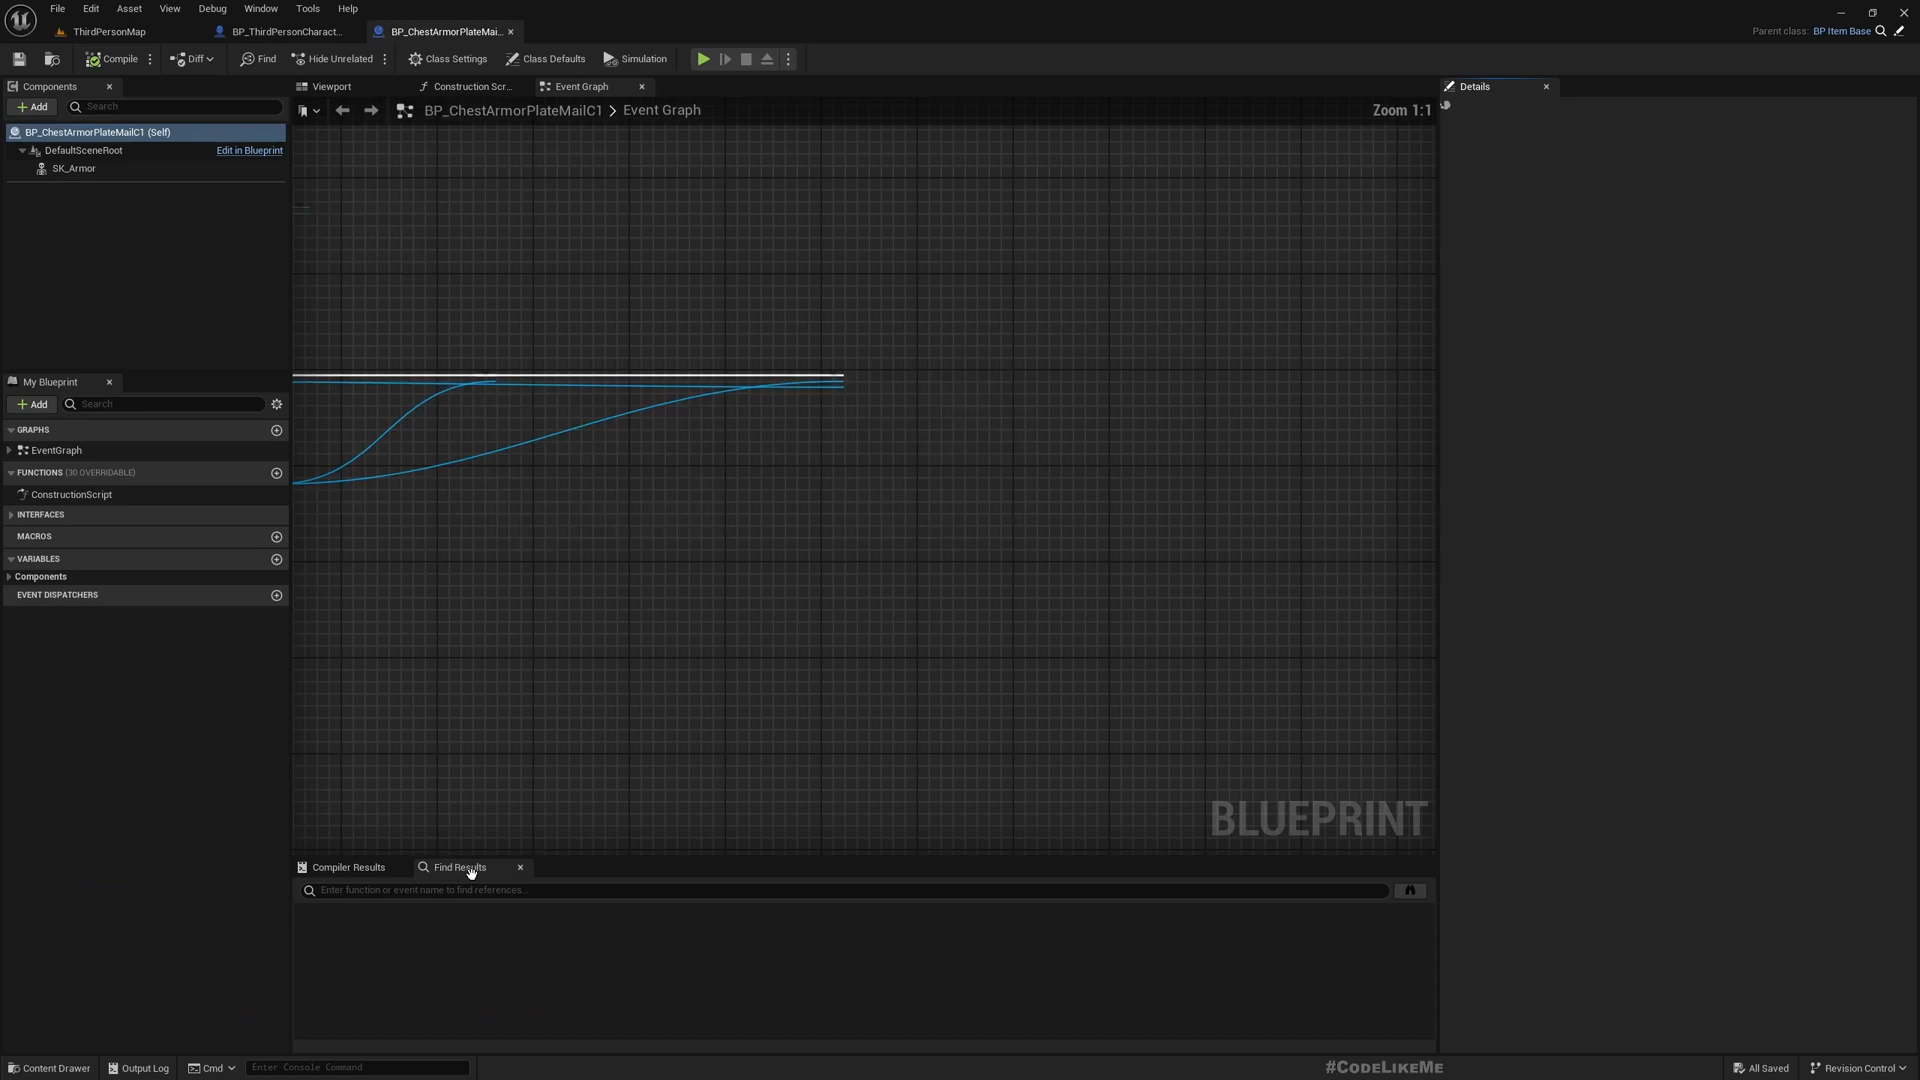 File Edit Asset View Debug Window Tools Help
ThirdPersonMap BP_ThirdPersonCharact... BP_ChestArmorPlateMai...
Parent class: BP Item Base
Compile Diff Find Hide Unrelated Class Settings Class Defaults Simulation
Components
Viewport Construction Scr... Event Graph
Details
Add Search
BP_ChestArmorPlateMailC1 > Event Graph
Zoom 1:1
BP_ChestArmorPlateMailC1 (Self)
DefaultSceneRoot Edit in Blueprint
SK_Armor
My Blueprint
Add Search
GRAPHS
EventGraph
FUNCTIONS (30 OVERRIDABLE)
ConstructionScript
INTERFACES
MACROS
VARIABLES
Components
EVENT DISPATCHERS
BLUEPRINT
Compiler Results Find Results
Enter function or event name to find references...
Content Drawer Output Log Cmd Enter Console Command
#CodeLikeMe
All Saved Revision Control